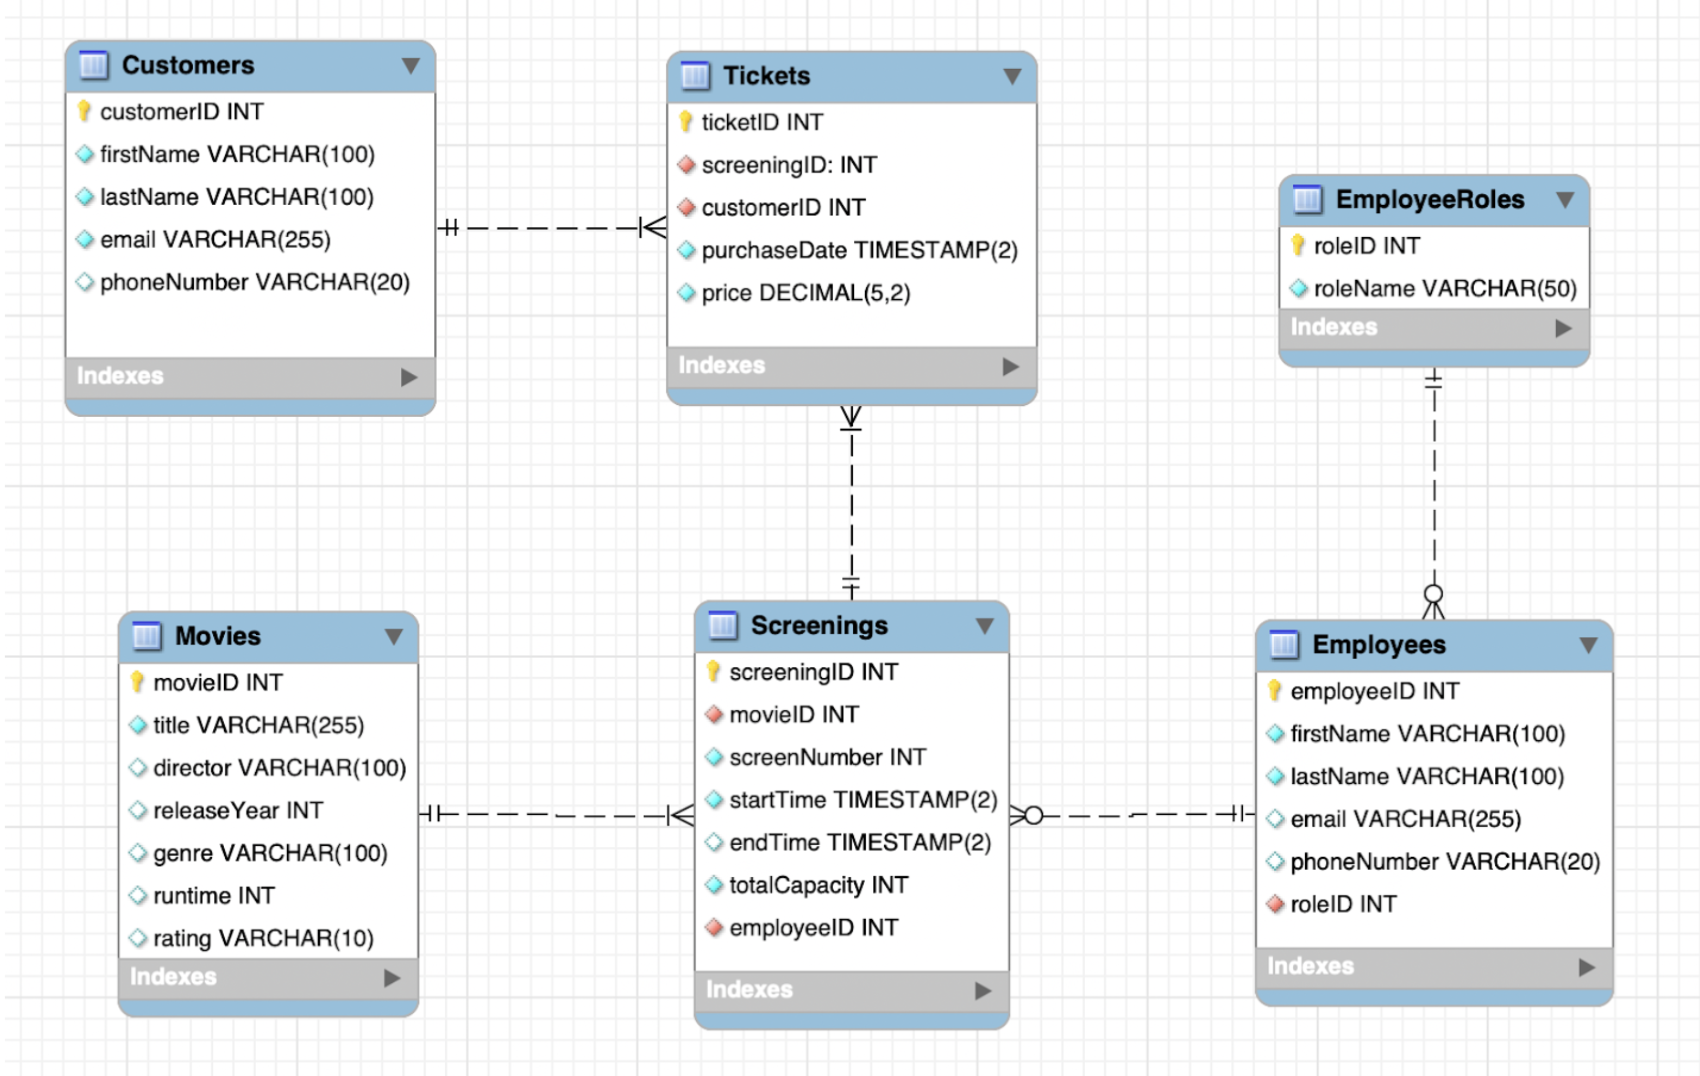 Customers
customerID INT
firstName VARCHAR(100)
lastName VARCHAR(100)
email VARCHAR(255)
phoneNumber VARCHAR(20)
Indexes
Tickets
ticketID INT
screeningID: INT
customerID INT
purchaseDate TIMESTAMP(2)
price DECIMAL(5,2)
Indexes
EmployeeRoles
roleID INT
roleName VARCHAR(50)
Indexes
Movies
movieID INT
title VARCHAR(255)
director VARCHAR(100)
releaseYear INT
genre VARCHAR(100)
runtime INT
rating VARCHAR(10)
Indexes
Screenings
screeningID INT
movieID INT
screenNumber INT
startTime TIMESTAMP(2)
endTime TIMESTAMP(2)
totalCapacity INT
employeeID INT
Indexes
Employees
employeeID INT
firstName VARCHAR(100)
lastName VARCHAR(100)
email VARCHAR(255)
phoneNumber VARCHAR(20)
roleID INT
Indexes